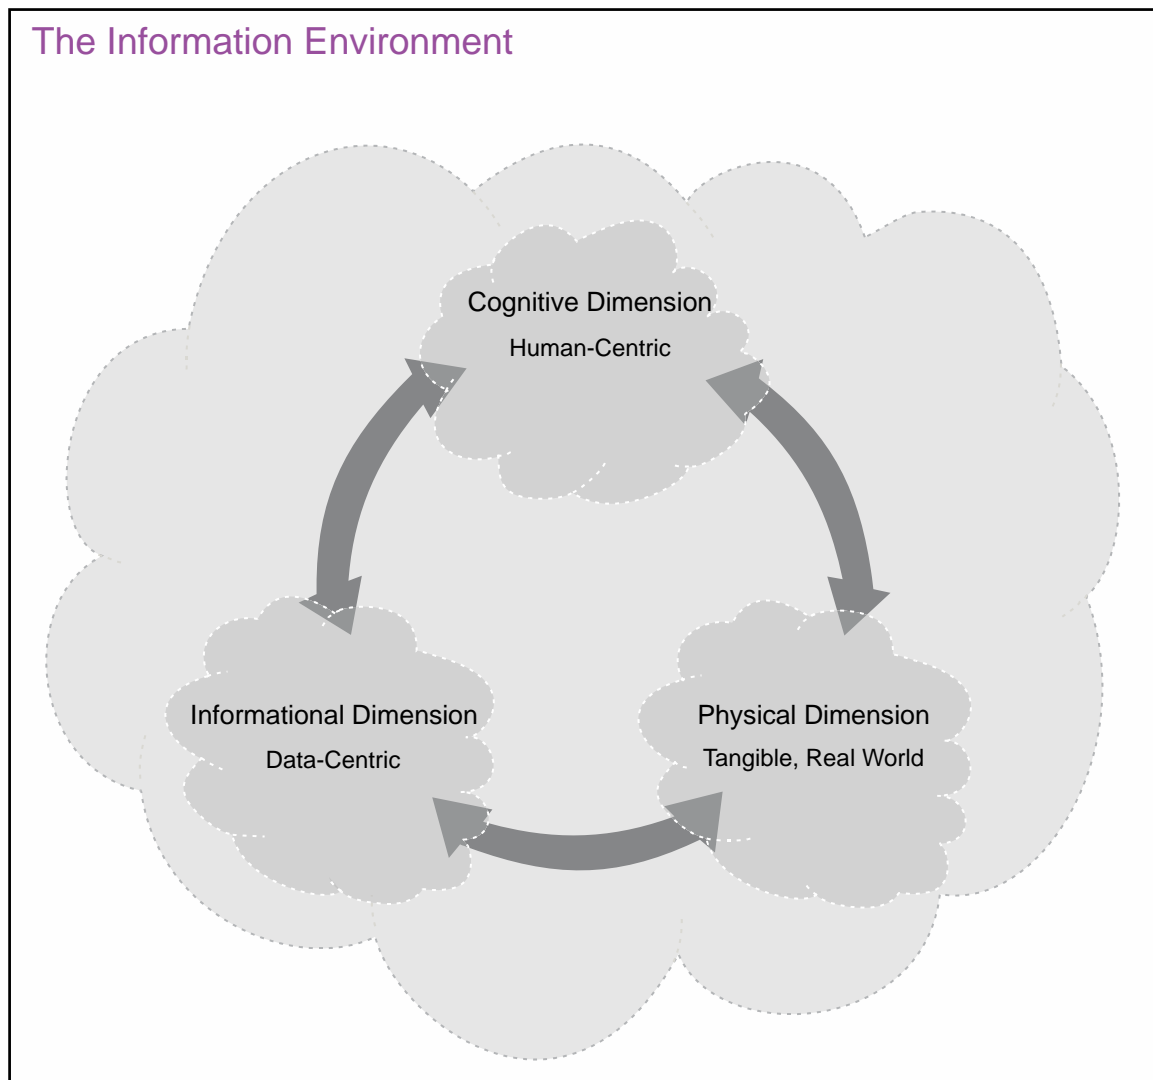 The Information Environment
Cognitive Dimension
Human-Centric
Informational Dimension
Data-Centric
Physical Dimension
Tangible, Real World